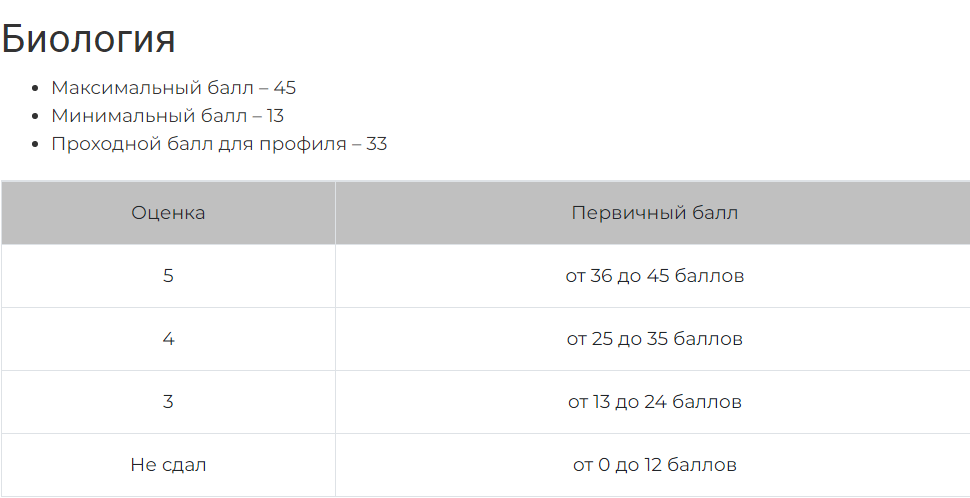 Биология
Максимальный балл – 45
Минимальный балл – 13
Проходной балл для профиля – 33
Оценка Первичный балл
5 от 36 до 45 баллов
4 от 25 до 35 баллов
3 от 13 до 24 баллов
Не сдал от 0 до 12 баллов